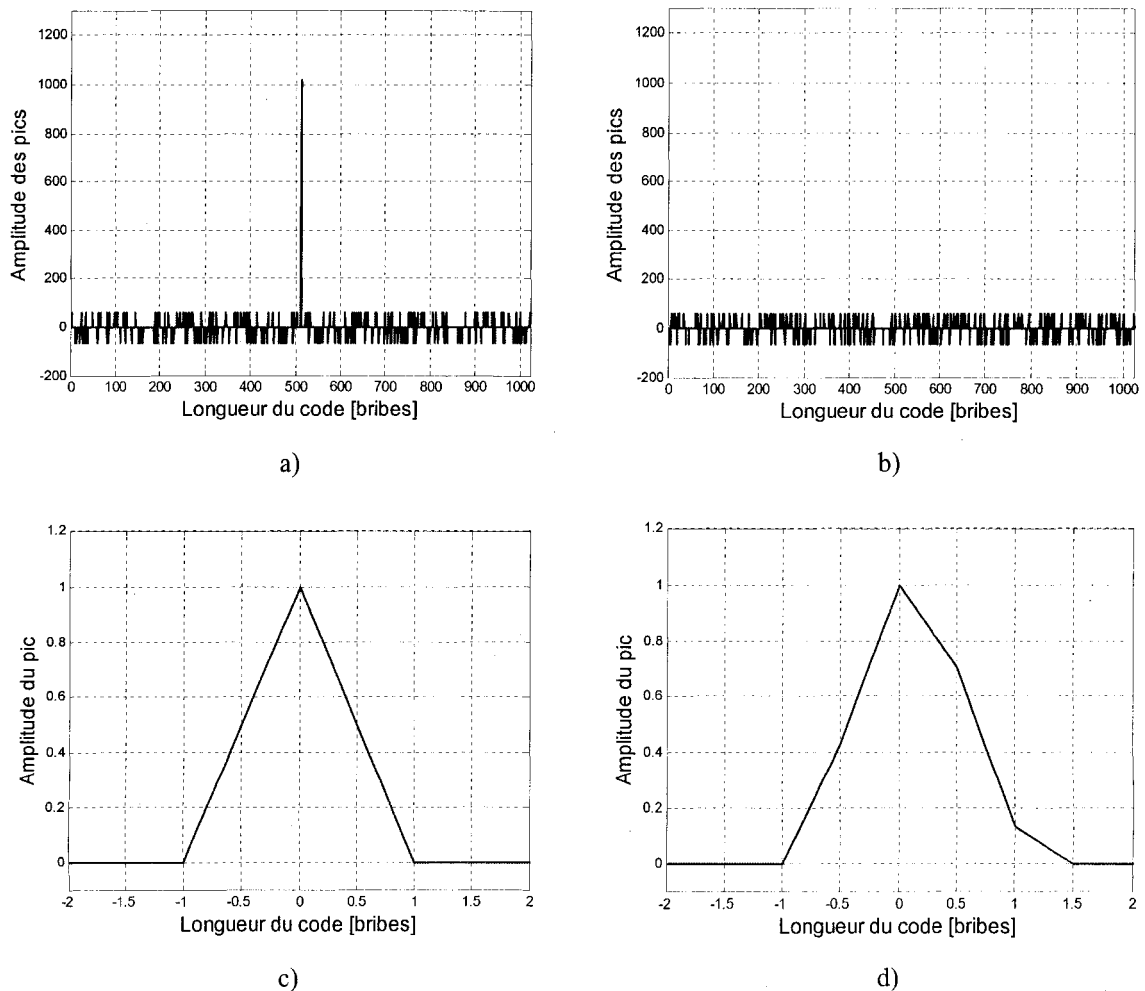 1200
1000
800
600
400
200
0
-200
Amplitude des pics
0 100 200 300 400 500 600 700 800 900 1000
Longueur du code [bribes]
a)
1200
1000
800
600
400
200
0
-200
Amplitude des pics
0 100 200 300 400 500 600 700 800 900 1000
Longueur du code [bribes]
b)
1.2
1
0.8
0.6
0.4
0.2
0
Amplitude du pic
-2 -1.5 -1 -0.5 0 0.5 1 1.5 2
Longueur du code [bribes]
c)
1.2
1
0.8
0.6
0.4
0.2
0
Amplitude du pic
-2 -1.5 -1 -0.5 0 0.5 1 1.5 2
Longueur du code [bribes]
d)